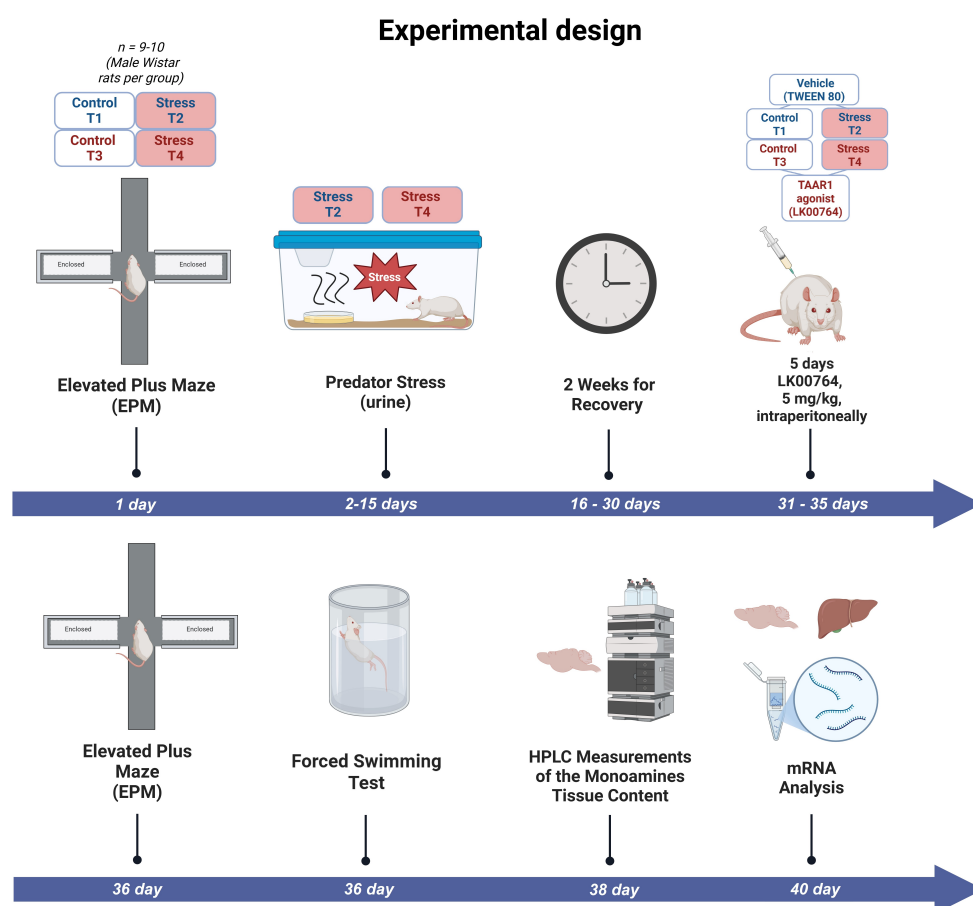 Experimental design
n = 9-10
(Male Wistar
rats per group)
Control
T1
Stress
T2
Control
T3
Stress
T4
Enclosed
Enclosed
Elevated Plus Maze
(EPM)
Stress
T2
Stress
T4
Stress
Predator Stress
(urine)
2 Weeks for
Recovery
Vehicle
(TWEEN 80)
Control
T1
Stress
T2
Control
T3
Stress
T4
TAAR1
agonist
(LK00764)
5 days
LK00764,
5 mg/kg,
intraperitoneally
1 day
2-15 days
16 - 30 days
31 - 35 days
Enclosed
Enclosed
Elevated Plus
Maze
(EPM)
Forced Swimming
Test
HPLC Measurements
of the Monoamines
Tissue Content
mRNA
Analysis
36 day
36 day
38 day
40 day